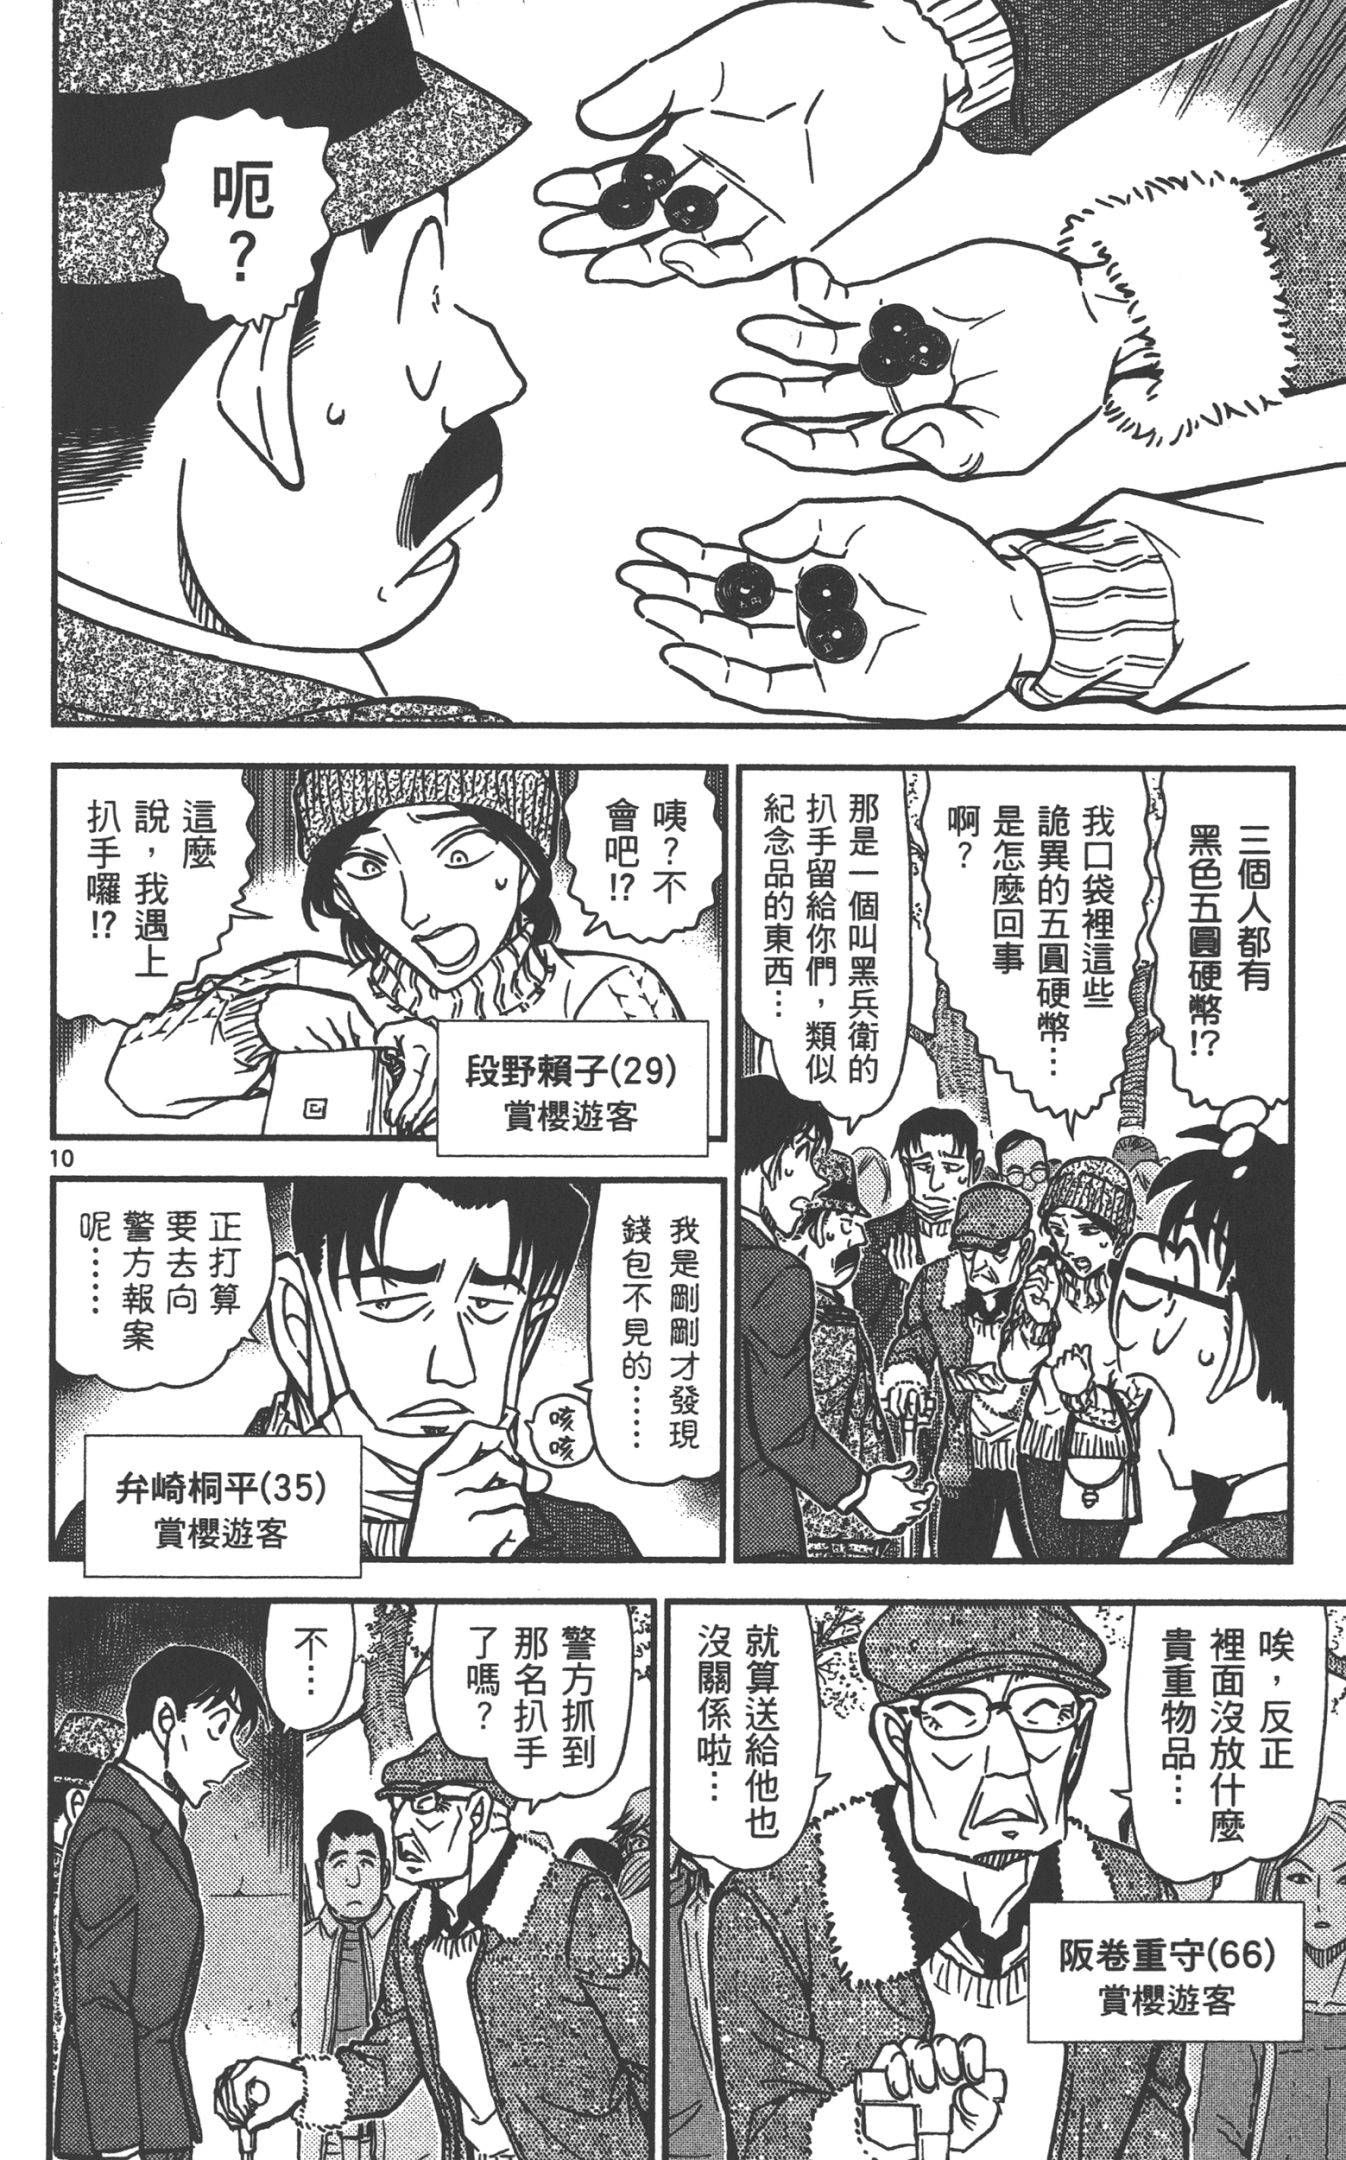 呃
？
三個人都有
黑色五圓硬幣!?
我口袋裡這些
詭異的五圓硬幣…
是怎麼回事
啊？
那是一個叫黑兵衛的
扒手留給你們，類似
紀念品的東西…
咦？不
會吧!?
這麼
說，我遇上
扒手囉!?
段野賴子(29)
賞櫻遊客
10
我是剛剛才發現
錢包不見的……
咳
咳
正打算
要去向
警方報案
呢……
弁崎桐平(35)
賞櫻遊客
唉，反正
裡面沒放什麼
貴重物品…
就算送給他也
沒關係啦…
阪卷重守(66)
賞櫻遊客
警方抓到
那名扒手
了嗎？
不…